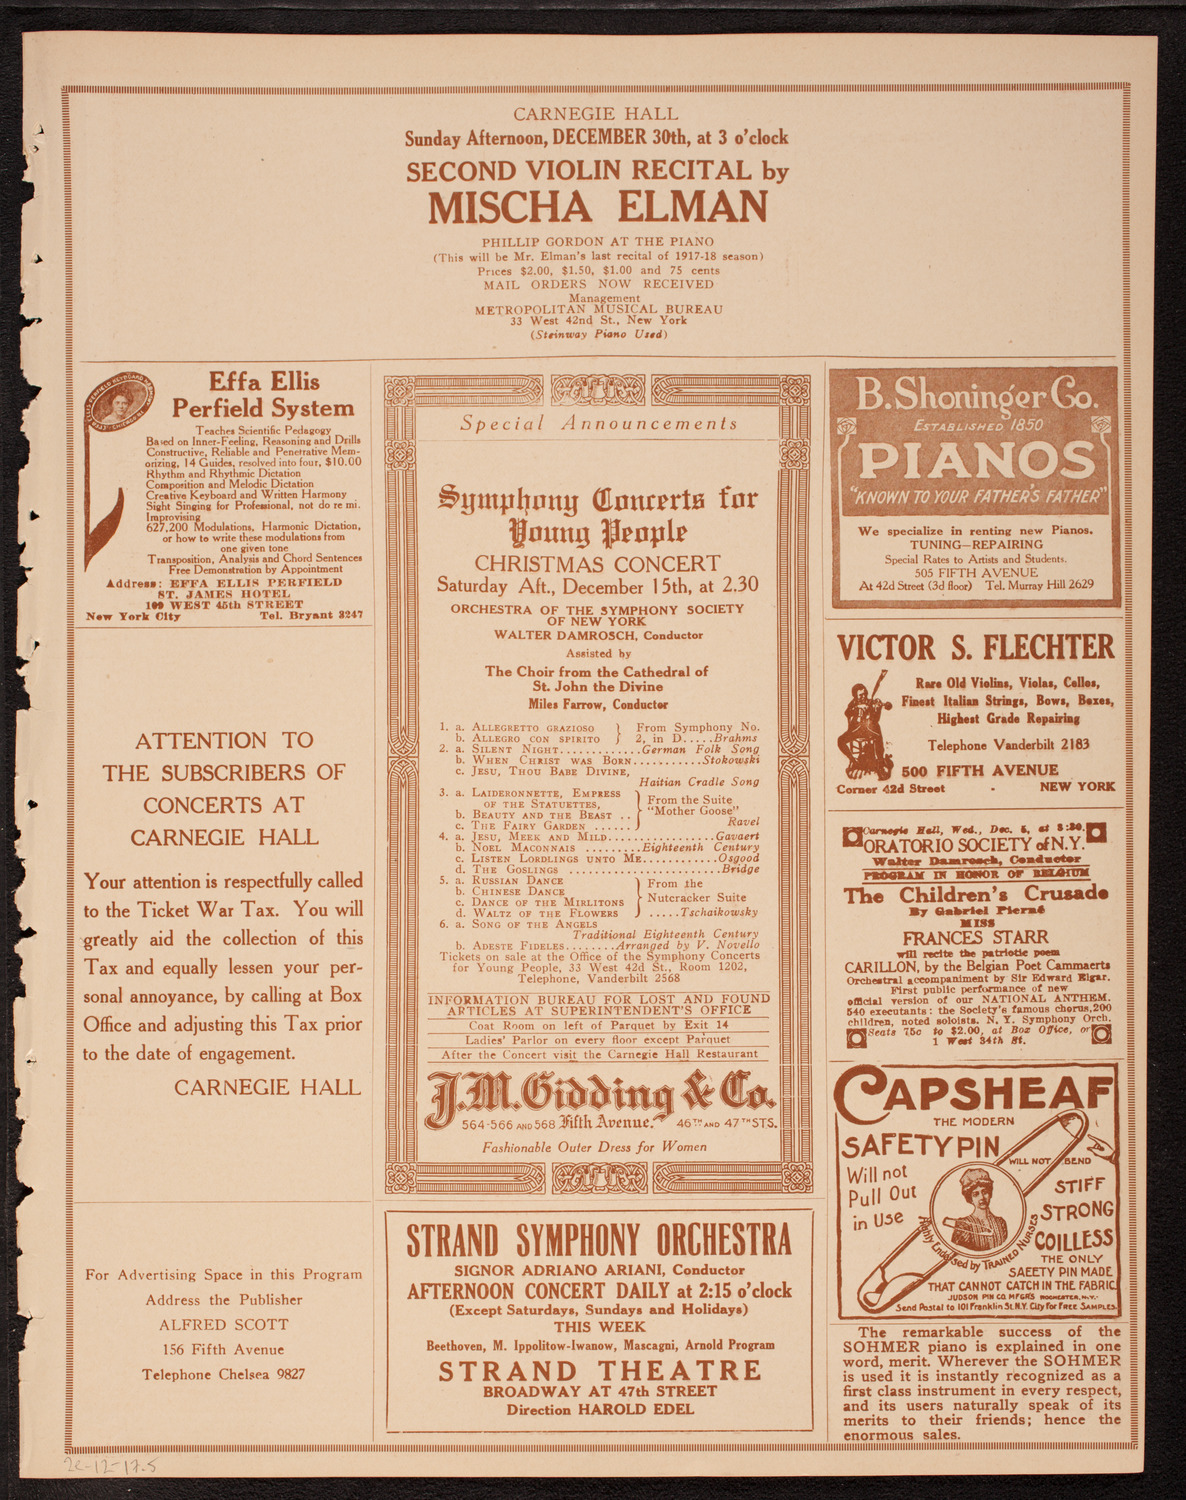 CARNEGIE HALL
Sunday Afternoon, DECEMBER 30th, at 3 o'clock
SECOND VIOLIN RECITAL by
MISCHA ELMAN
PHILLIP GORDON AT THE PIANO
(This will be Mr. Elman's last recital of 1917-18 season)
Prices $2.00, $1.50, $1.00 and 75 cents
MAIL ORDERS NOW RECEIVED
Management
METROPOLITAN MUSICAL BUREAU
33 West 42nd St., New York
(Steinway Piano Used)
Effa Ellis
Perfield System
Teaches Scientific Pedagogy
Based on Inner-Feeling, Reasoning and Drills
Constructive, Reliable and Penetrative Mem-
orizing, 14 Guides, resolved into four, $10.00
Rhythm and Rhythmic Dictation
Composition and Melodic Dictation
Creative Keyboard and Written Harmony
Sight Singing for Professional, not do re mi.
Improvising
627,200 Modulations, Harmonic Dictation,
or how to write these modulations from
one given tone
Transposition, Analysis and Chord Sentences
Free Demonstration by Appointment
Address: EFFA ELLIS PERFIELD
ST. JAMES HOTEL
109 WEST 45th STREET
New York City Tel. Bryant 3247
ATTENTION TO
THE SUBSCRIBERS OF
CONCERTS AT
CARNEGIE HALL
Your attention is respectfully called
to the Ticket War Tax. You will
greatly aid the collection of this
Tax and equally lessen your per-
sonal annoyance, by calling at Box
Office and adjusting this Tax prior
to the date of engagement.
CARNEGIE HALL
For Advertising Space in this Program
Address the Publisher
ALFRED SCOTT
156 Fifth Avenue
Telephone Chelsea 9827
Special Announcements
Symphony Concerts for
Young People
CHRISTMAS CONCERT
Saturday Aft., December 15th, at 2.30
ORCHESTRA OF THE SYMPHONY SOCIETY
OF NEW YORK
WALTER DAMROSCH, Conductor
Assisted by
The Choir from the Cathedral of
St. John the Divine
Miles Farrow, Conductor
1. a. ALLEGRETTO GRAZIOSO } From Symphony No.
b. ALLEGRO CON SPIRITO } 2, in D.....Brahms
2. a. SILENT NIGHT.............German Folk Song
b. WHEN CHRIST WAS BORN...........Stokowski
c. JESU, THOU BABE DIVINE,
Haitian Cradle Song
3. a. LAIDERONNETTE, EMPRESS
OF THE STATUETTES, } From the Suite
b. BEAUTY AND THE BEAST .. "Mother Goose"
c. THE FAIRY GARDEN ...... Ravel
4. a. JESU, MEEK AND MILD.................Gavaert
b. NOEL MACONNAIS .........Eighteenth Century
c. LISTEN LORDLINGS UNTO ME............Osgood
d. THE GOSLINGS ........................Bridge
5. a. RUSSIAN DANCE } From the
b. CHINESE DANCE
c. DANCE OF THE MIRLITONS Nutcracker Suite
d. WALTZ OF THE FLOWERS .....Tschaikowsky
6. a. SONG OF THE ANGELS
Traditional Eighteenth Century
b. ADESTE FIDELES........Arranged by V. Novello
Tickets on sale at the Office of the Symphony Concerts
for Young People, 33 West 42d St., Room 1202,
Telephone, Vanderbilt 2568
INFORMATION BUREAU FOR LOST AND FOUND
ARTICLES AT SUPERINTENDENT'S OFFICE
Coat Room on left of Parquet by Exit 14
Ladies' Parlor on every floor except Parquet
After the Concert visit the Carnegie Hall Restaurant
J.M. Gidding & Co.
564-566 AND 568 Fifth Avenue. 46TH AND 47TH STS.
Fashionable Outer Dress for Women
STRAND SYMPHONY ORCHESTRA
SIGNOR ADRIANO ARIANI, Conductor
AFTERNOON CONCERT DAILY at 2:15 o'clock
(Except Saturdays, Sundays and Holidays)
THIS WEEK
Beethoven, M. Ippolitow-Iwanow, Mascagni, Arnold Program
STRAND THEATRE
BROADWAY AT 47th STREET
Direction HAROLD EDEL
B. Shoninger Co.
ESTABLISHED 1850
PIANOS
"KNOWN TO YOUR FATHER'S FATHER"
We specialize in renting new Pianos.
TUNING—REPAIRING
Special Rates to Artists and Students.
505 FIFTH AVENUE
At 42d Street (3d floor) Tel. Murray Hill 2629
VICTOR S. FLECHTER
Rare Old Violins, Violas, Cellos,
Finest Italian Strings, Bows, Boxes,
Highest Grade Repairing
Telephone Vanderbilt 2183
500 FIFTH AVENUE
Corner 42d Street - NEW YORK
Carnegie Hall, Wed., Dec. 5, at 8:30.
ORATORIO SOCIETY of N.Y.
Walter Damrosch, Conductor
PROGRAM IN HONOR OF BELGIUM
The Children's Crusade
By Gabriel Pierné
MISS
FRANCES STARR
will recite the patriotic poem
CARILLON, by the Belgian Poet Cammaerts
Orchestral accompaniment by Sir Edward Elgar.
First public performance of new
official version of our NATIONAL ANTHEM.
540 executants: the Society's famous chorus, 200
children, noted soloists. N. Y. Symphony Orch.
Seats 75c to $2.00, at Box Office, or
1 West 34th St.
CAPSHEAF
THE MODERN
SAFETY PIN
WILL NOT BEND
Will not
Pull Out
in Use
STIFF
STRONG
COILLESS
Highly Endorsed by TRAINED NURSES
THE ONLY
SAFETY PIN MADE
THAT CANNOT CATCH IN THE FABRIC.
JUDSON PIN CO. MFGRS ROCHESTER, N.Y.
Send Postal to 101 Franklin St. N.Y. City for FREE SAMPLES.
The remarkable success of the
SOHMER piano is explained in one
word, merit. Wherever the SOHMER
is used it is instantly recognized as a
first class instrument in every respect,
and its users naturally speak of its
merits to their friends; hence the
enormous sales.
2e-12-17.5